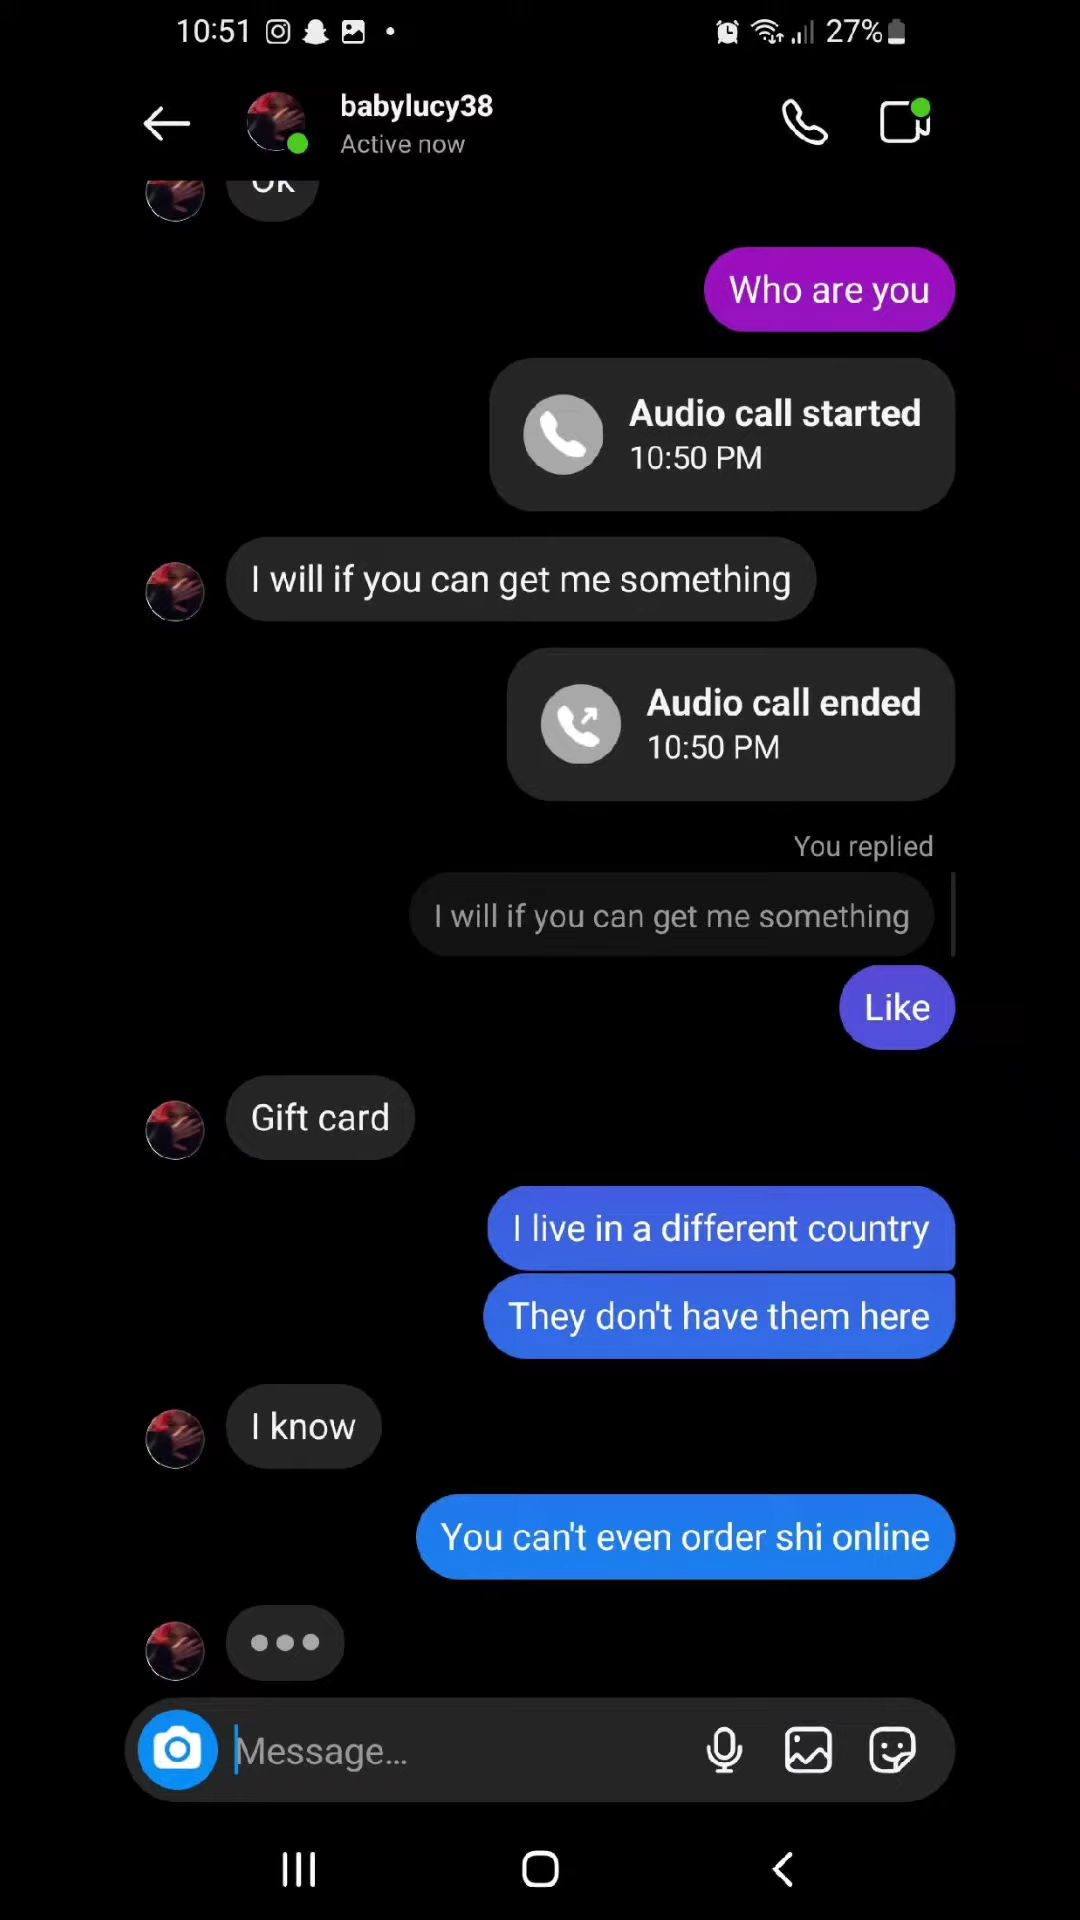 10:51
27%
babylucy38
Active now
Ok
Who are you
Audio call started
10:50 PM
I will if you can get me something
Audio call ended
10:50 PM
You replied
I will if you can get me something
Like
Gift card
I live in a different country
They don't have them here
I know
You can't even order shi online
Message...